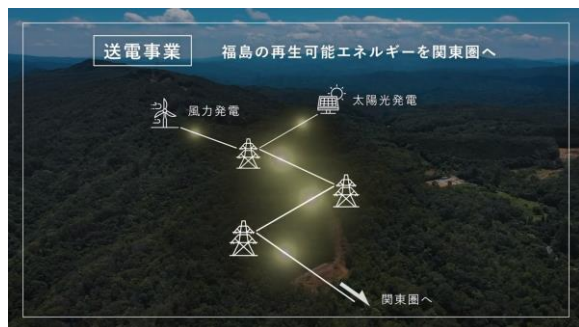 送電事業
福島の再生可能エネルギーを関東圏へ
風力発電
太陽光発電
関東圏へ